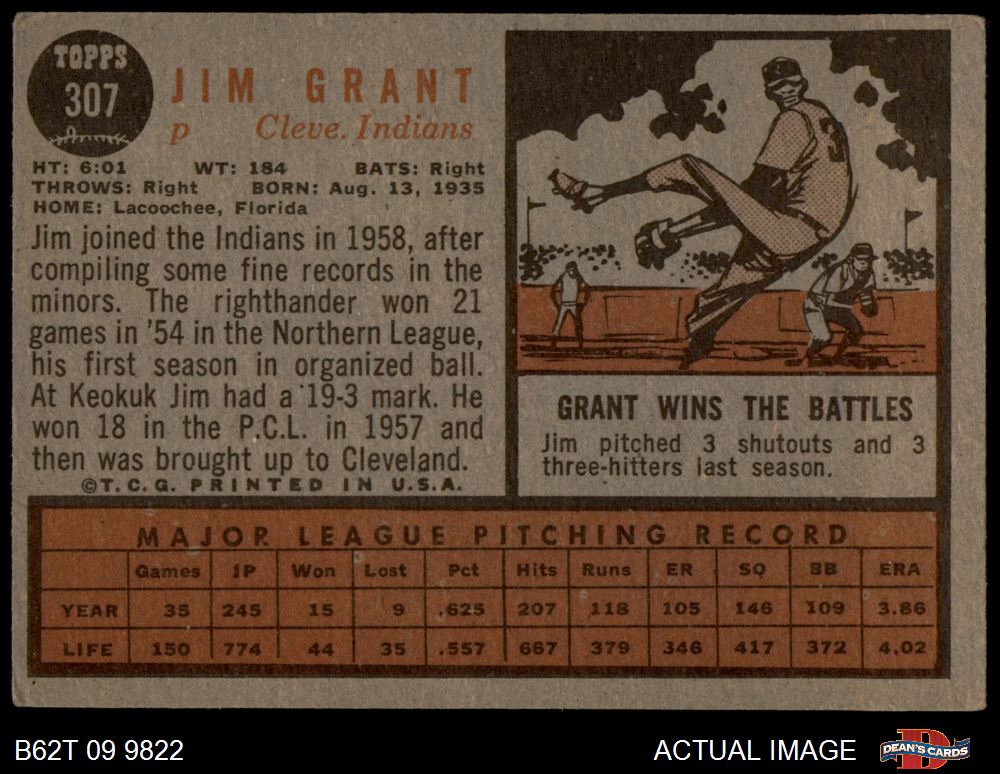 TOPPS
307
JIM GRANT
p Cleve. Indians
HT: 6:01 WT: 184 BATS: Right
THROWS: Right BORN: Aug. 13, 1935
HOME: Lacoochee, Florida
Jim joined the Indians in 1958, after
compiling some fine records in the
minors. The righthander won 21
games in '54 in the Northern League,
his first season in organized ball.
At Keokuk Jim had a 19-3 mark. He
won 18 in the P.C.L. in 1957 and
then was brought up to Cleveland.
©T.C.G. PRINTED IN U.S.A.
3
GRANT WINS THE BATTLES
Jim pitched 3 shutouts and 3
three-hitters last season.
MAJOR LEAGUE PITCHING RECORD
Games IP Won Lost Pct Hits Runs ER SO BB ERA
YEAR 35 245 15 9 .625 207 118 105 146 109 3.86
LIFE 150 774 44 35 .557 667 379 346 417 372 4.02
B62T 09 9822 ACTUAL IMAGE DEAN'S CARDS